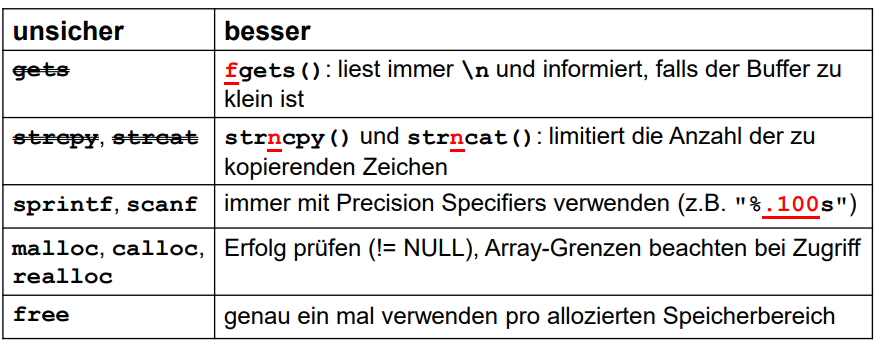 unsicher besser
gets fgets(): liest immer \n und informiert, falls der Buffer zu
klein ist
strcpy, strcat strncpy() und strncat(): limitiert die Anzahl der zu
kopierenden Zeichen
sprintf, scanf immer mit Precision Specifiers verwenden (z.B. "%.100s")
malloc, calloc, Erfolg prüfen (!= NULL), Array-Grenzen beachten bei Zugriff
realloc
free genau ein mal verwenden pro allozierten Speicherbereich